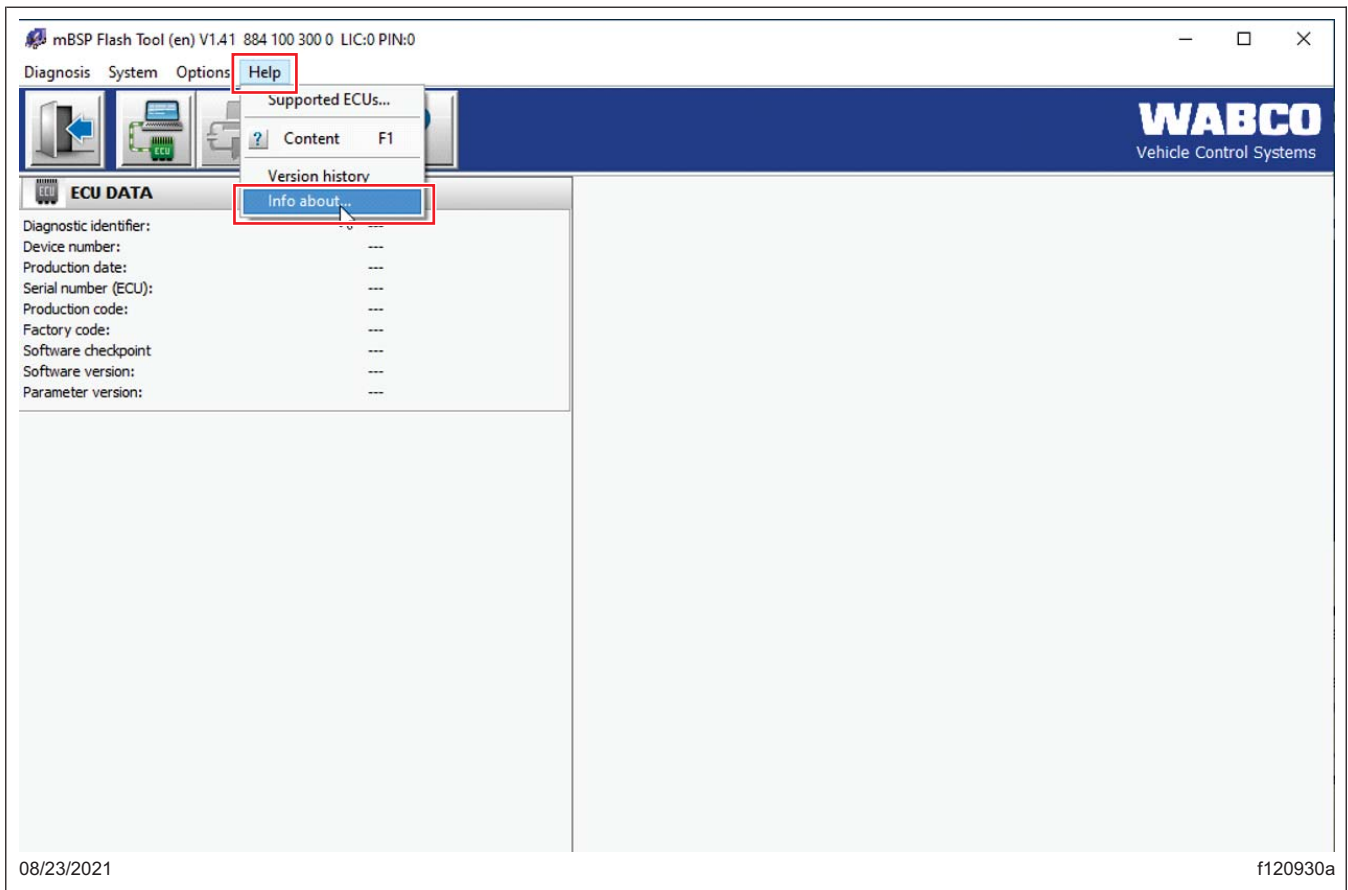 mBSP Flash Tool (en) V1.41 884 100 300 0 LIC:0 PIN:0
Diagnosis System Options Help
Supported ECUs...
? Content F1
Version history
Info about...
WABCO
Vehicle Control Systems
ECU
ECU DATA
Diagnostic identifier: ---
Device number: ---
Production date: ---
Serial number (ECU): ---
Production code: ---
Factory code: ---
Software checkpoint ---
Software version: ---
Parameter version: ---
08/23/2021 f120930a